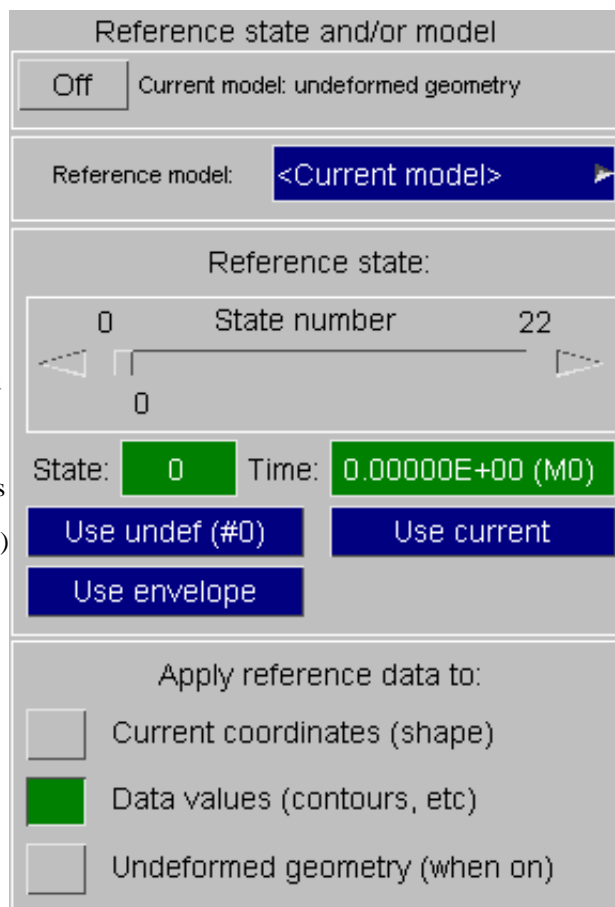 Reference state and/or model
Off Current model: undeformed geometry
Reference model: <Current model>
Reference state:
0 State number 22
0
State: 0 Time: 0.00000E+00 (M0)
s
Use undef (#0) Use current
)
Use envelope
Apply reference data to:
Current coordinates (shape)
Data values (contours, etc)
Undeformed geometry (when on)